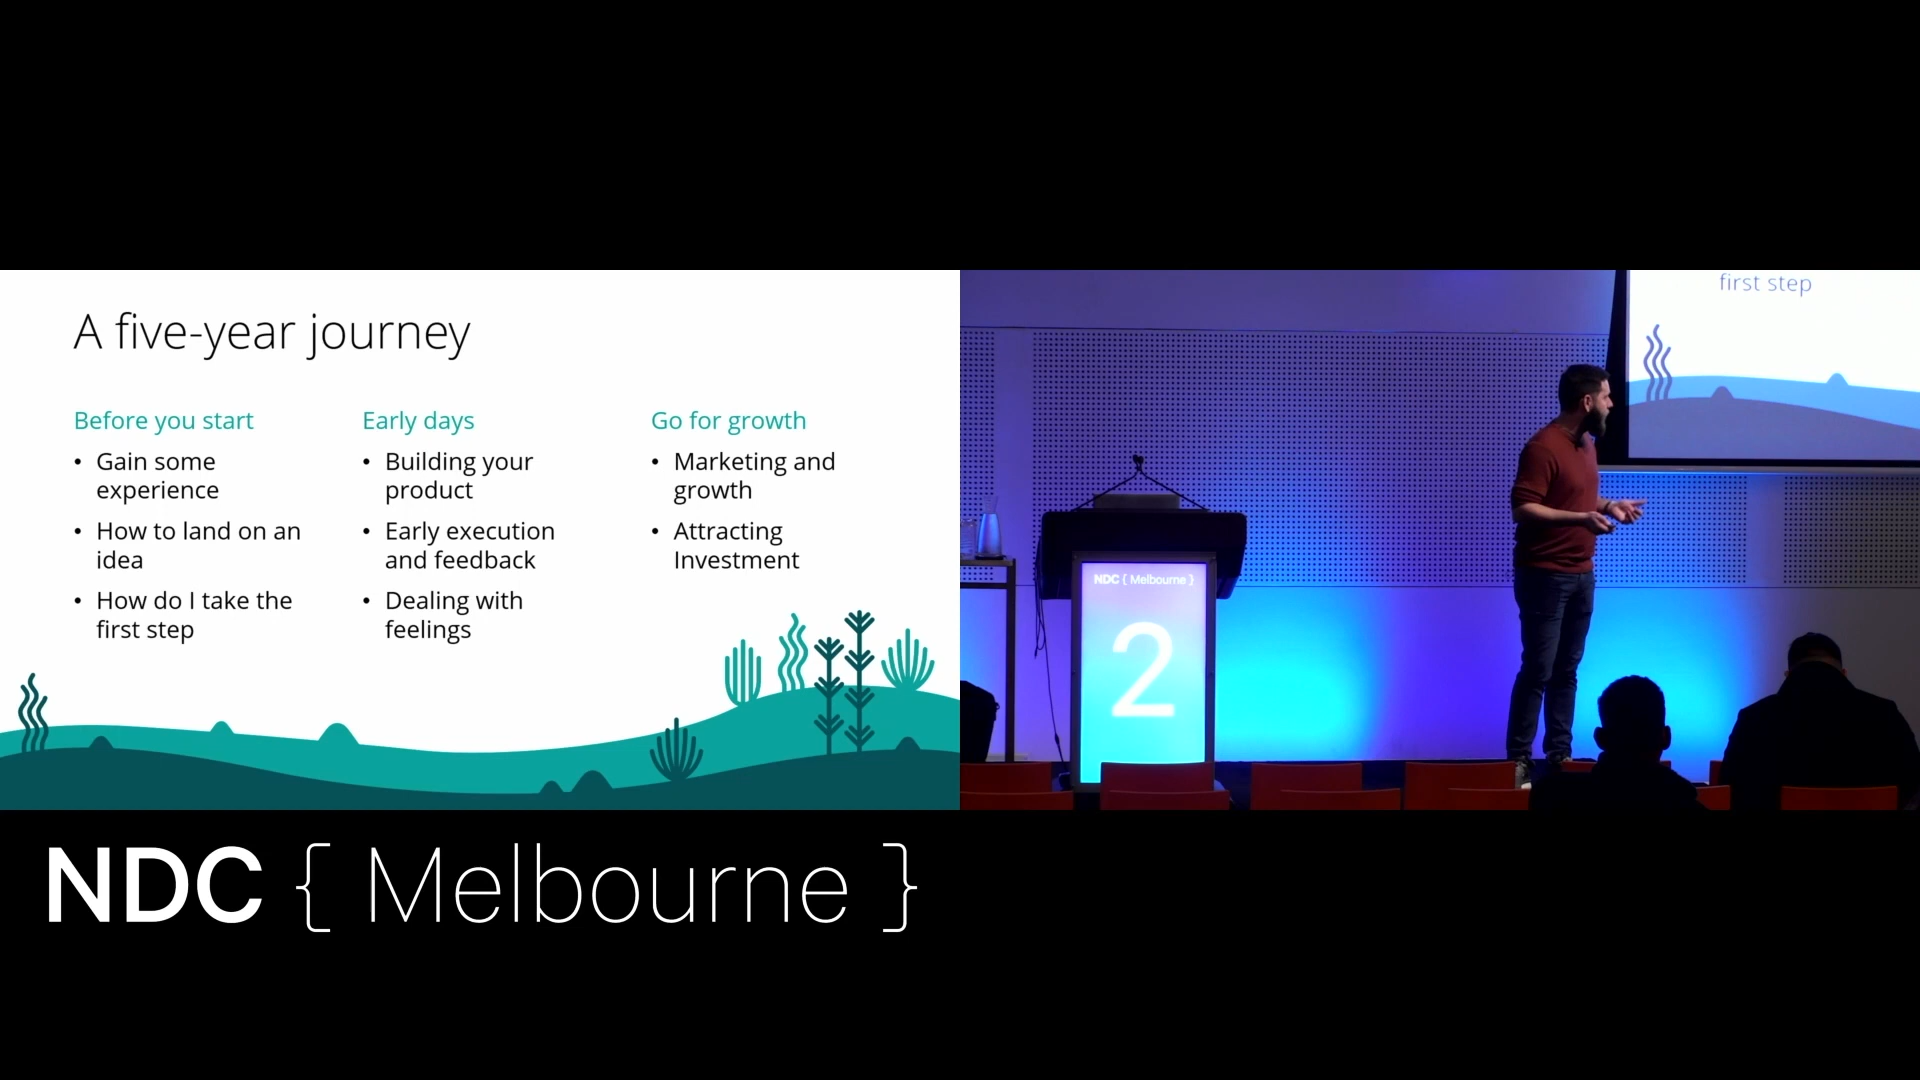 A five-year journey
Before you start
• Gain some
experience
• How to land on an
idea
• How do I take the
first step
Early days
• Building your
product
• Early execution
and feedback
• Dealing with
feelings
Go for growth
• Marketing and
growth
• Attracting
Investment
first step
NDC { Melbourne }
2
NDC { Melbourne }